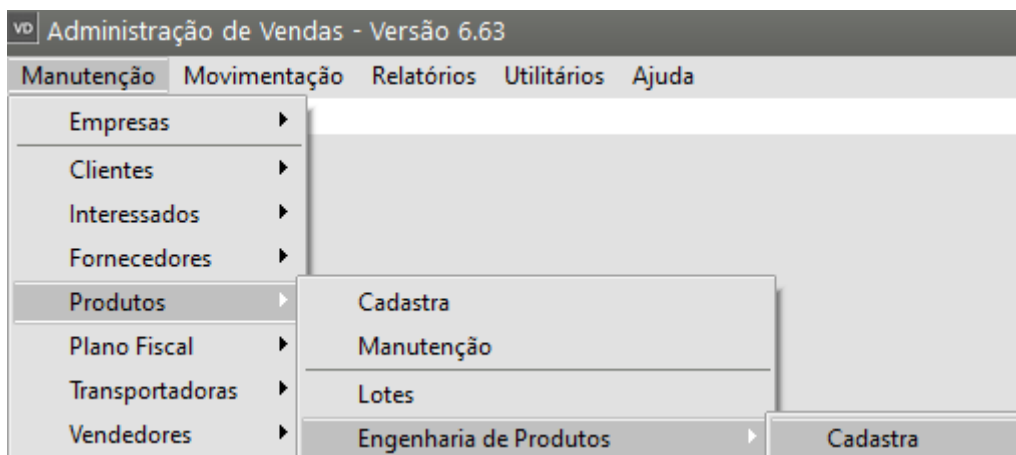 VD Administração de Vendas - Versão 6.63
Manutenção Movimentação Relatórios Utilitários Ajuda
Empresas
Clientes
Interessados
Fornecedores
Produtos
Cadastra
Plano Fiscal
Manutenção
Transportadoras
Lotes
Vendedores
Engenharia de Produtos
Cadastra